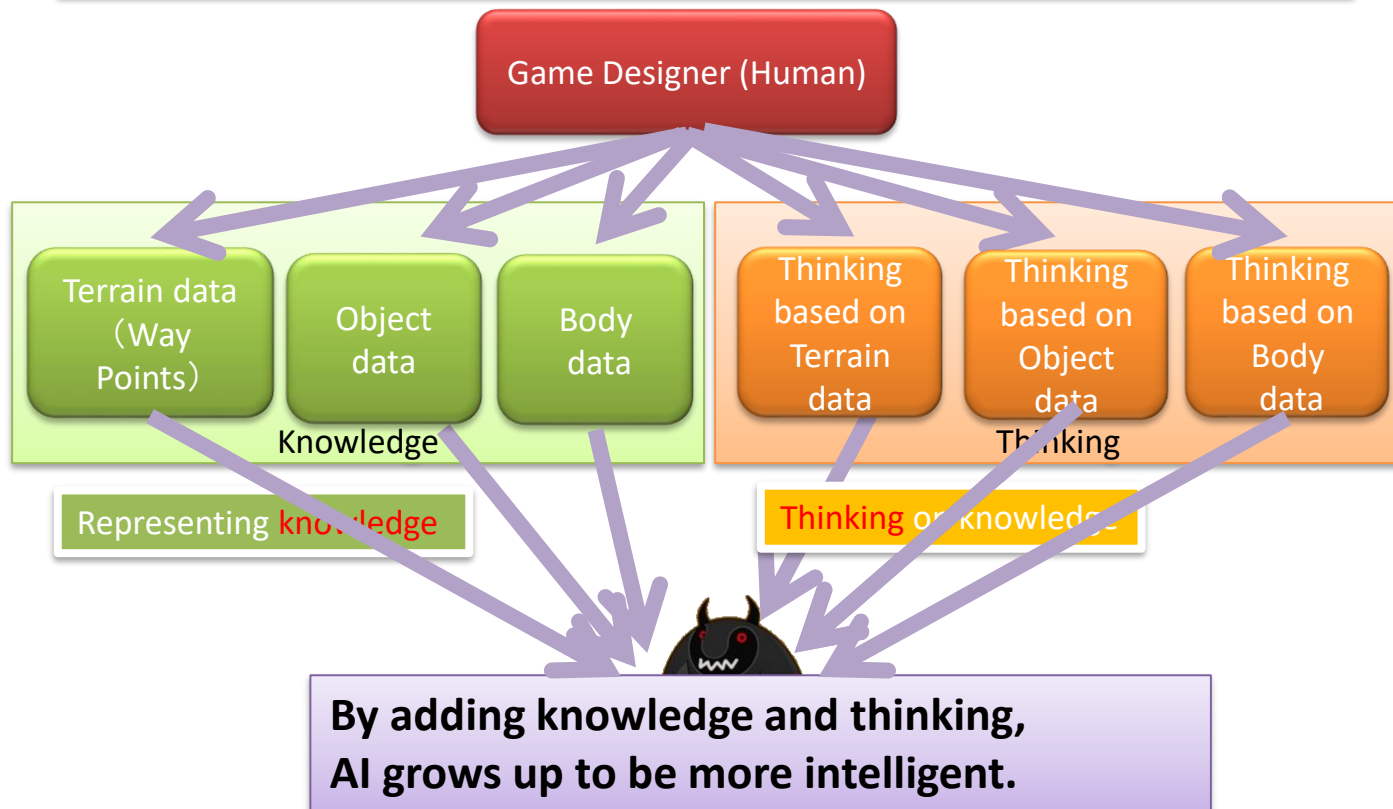 Game Designer (Human)
Terrain data
（Way
Points）
Object
data
Body
data
Knowledge
Thinking
based on
Terrain
data
Thinking
based on
Object
data
Thinking
based on
Body
data
Thinking
Representing knowledge
Thinking on knowledge
By adding knowledge and thinking,
AI grows up to be more intelligent.